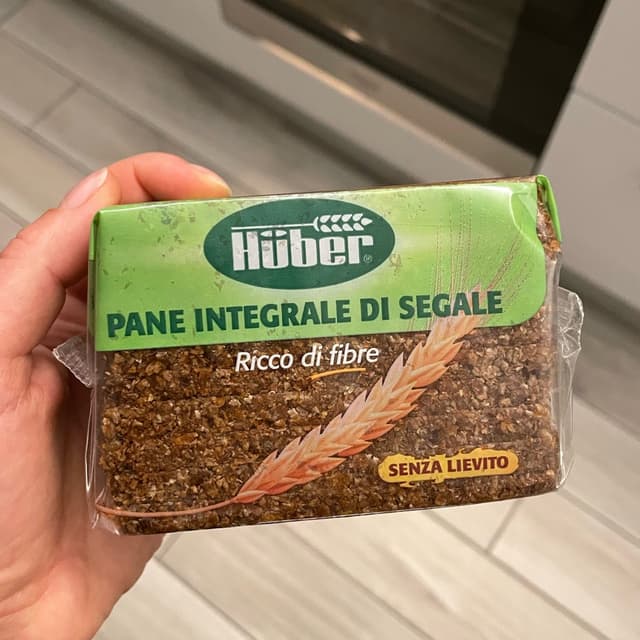 Hüber®
PANE INTEGRALE DI SEGALE
Ricco di fibre
SENZA LIEVITO